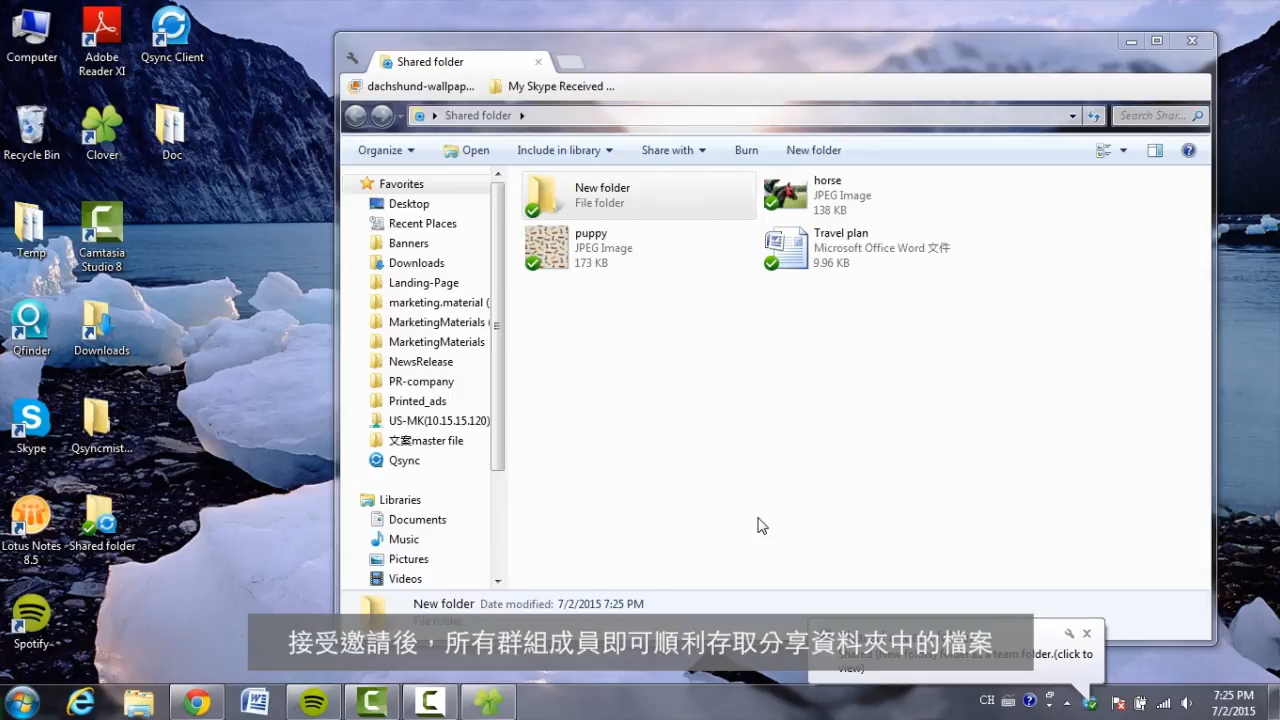 Computer
Adobe Reader XI
Qsync Client
Recycle Bin
Clover
Doc
Temp
Camtasia Studio 8
Qfinder
Downloads
Skype
Qsyncmist...
Lotus Notes 8.5
Shared folder
Spotify
Shared folder
dachshund-wallpap...
My Skype Received ...
Shared folder
Search Shar...
Organize
Open
Include in library
Share with
Burn
New folder
Favorites
Desktop
Recent Places
Banners
Downloads
Landing-Page
marketing.material (
MarketingMaterials
MarketingMaterials
NewsRelease
PR-company
Printed_ads
US-MK(10.15.15.120)
文案master file
Qsync
Libraries
Documents
Music
Pictures
Videos
New folder
File folder
horse
JPEG Image
138 KB
puppy
JPEG Image
173 KB
Travel plan
Microsoft Office Word 文件
9.96 KB
New folder Date modified: 7/2/2015 7:25 PM
File folder
接受邀請後，所有群組成員即可順利存取分享資料夾中的檔案
folder.(click to
view)
CH
7:25 PM
7/2/2015